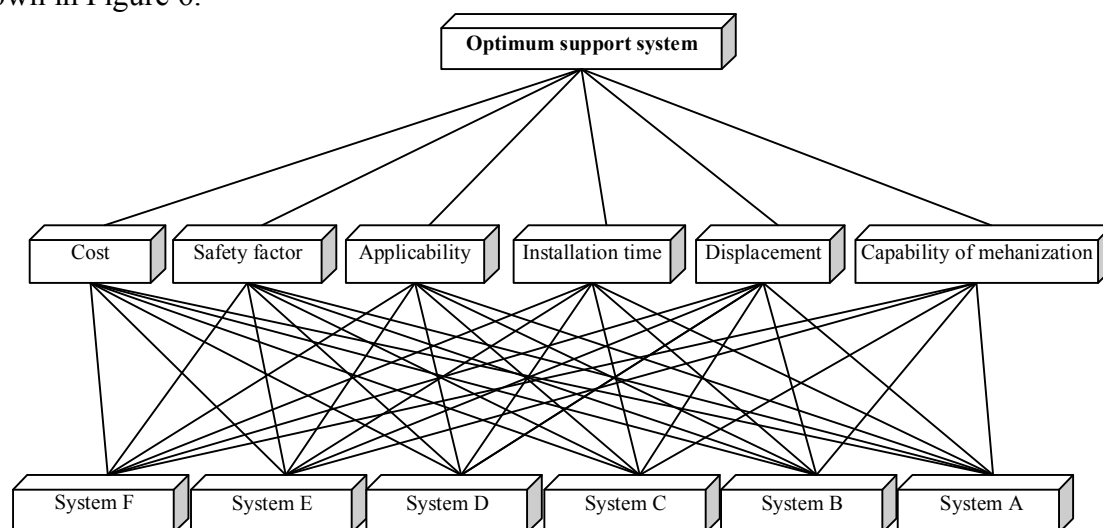 own in Figure 6.
Optimum support system
Cost
Safety factor
Applicability
Installation time
Displacement
Capability of mehanization
System F
System E
System D
System C
System B
System A